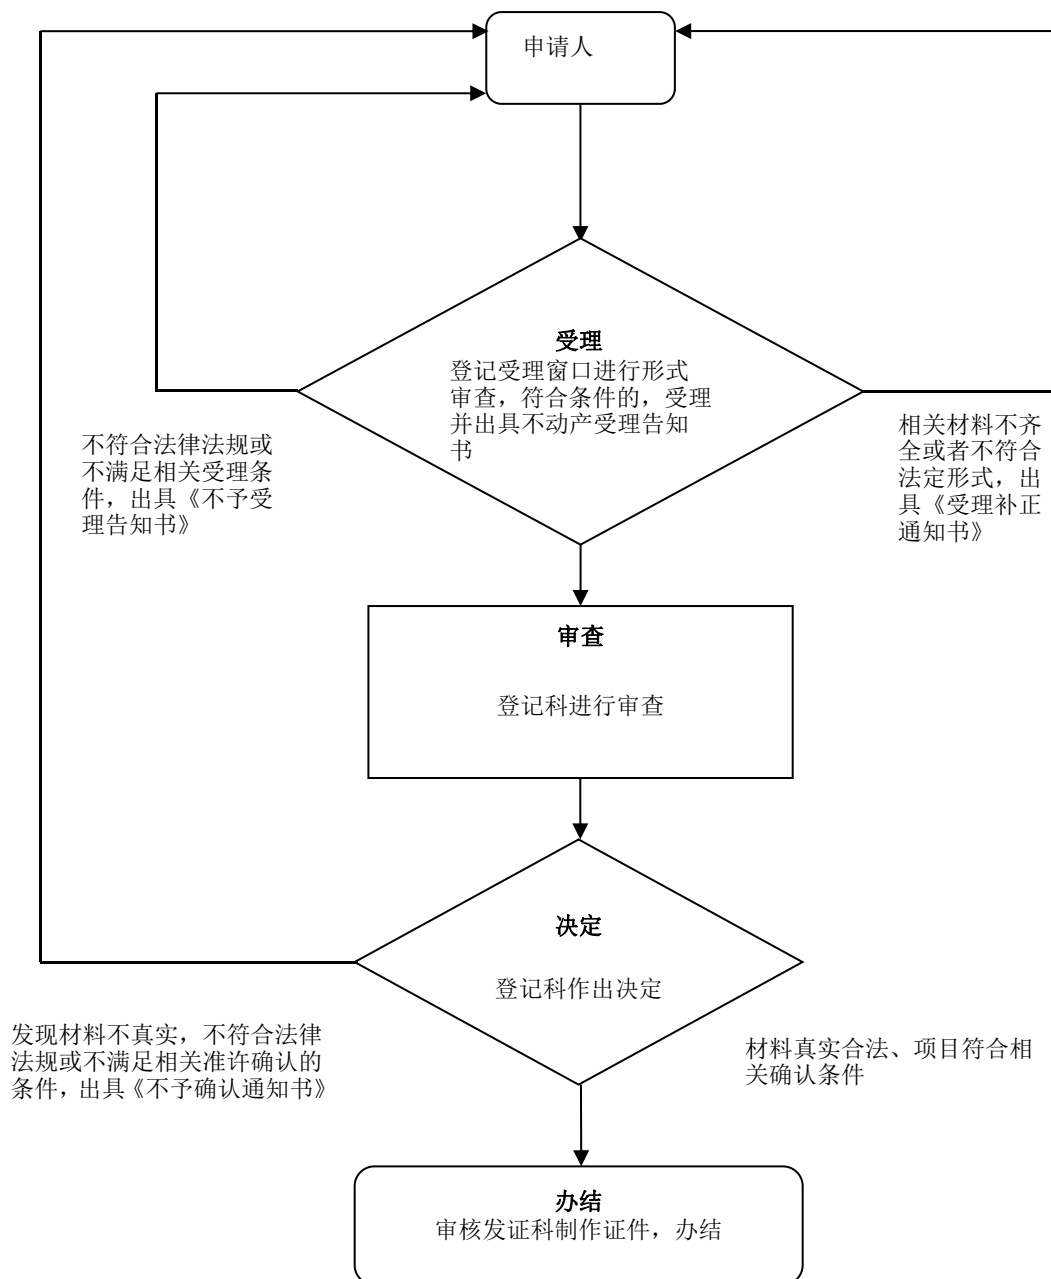 申请人
受理
登记受理窗口进行形式
审查，符合条件的，受理
并出具不动产受理告知
书
不符合法律法规或
不满足相关受理条
件，出具《不予受
理告知书》
相关材料不齐
全或者不符合
法定形式，出
具《受理补正
通知书》
审查
登记科进行审查
决定
登记科作出决定
发现材料不真实，不符合法律
法规或不满足相关准许确认的
条件，出具《不予确认通知书》
材料真实合法、项目符合相
关确认条件
办结
审核发证科制作证件，办结